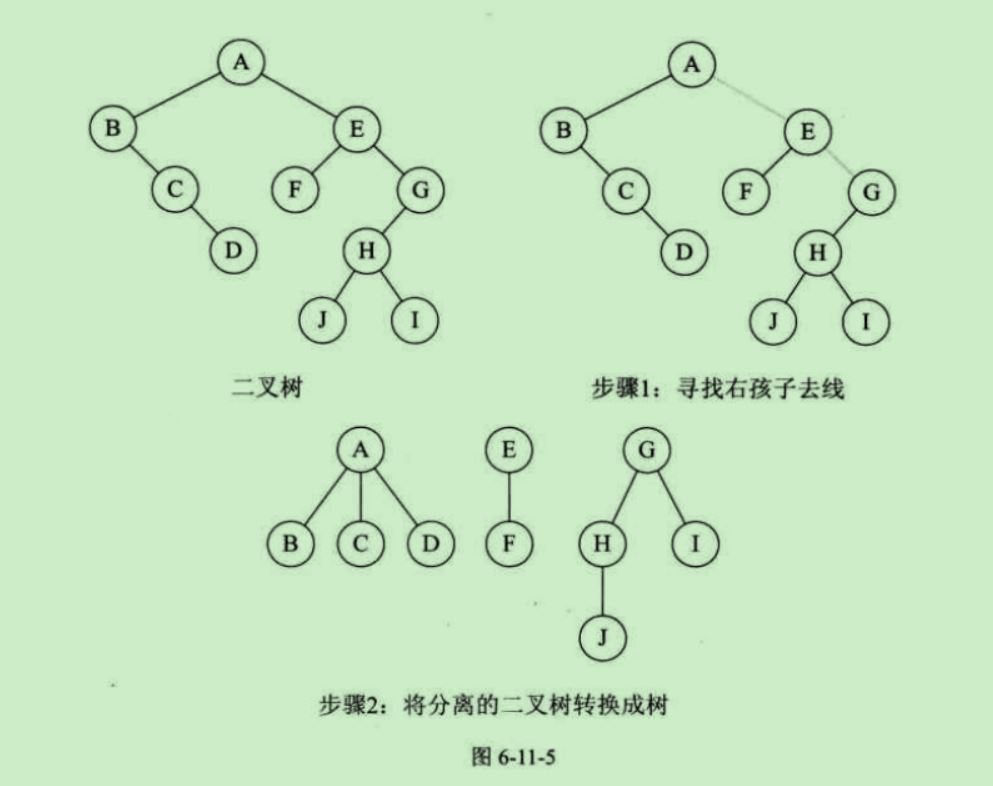 A
B E
C F G
D H
J I
二叉树
A
B E
C F G
D H
J I
步骤1：寻找右孩子去线
A E G
B C D F H I
J
步骤2：将分离的二叉树转换成树
图 6-11-5